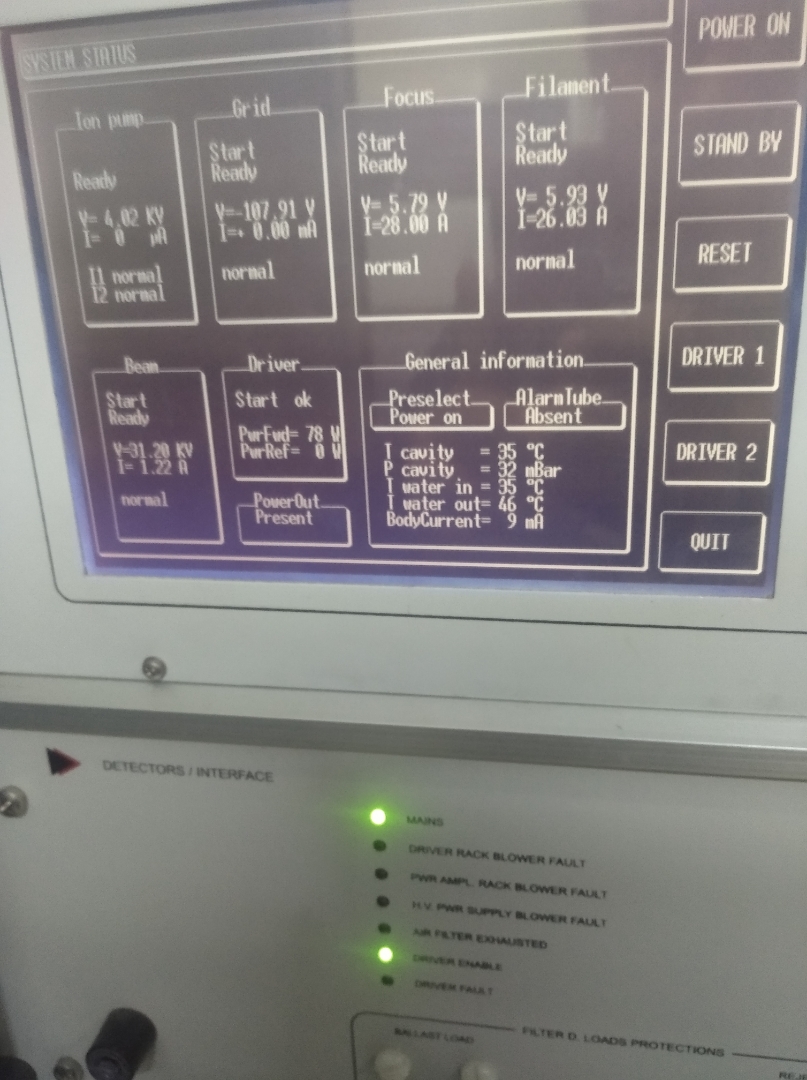 SYSTEM STATUS
POWER ON
STAND BY
RESET
DRIVER 1
DRIVER 2
QUIT
Ion pump
Ready
V= 4,02 KV
I= 0 µA
I1 normal
I2 normal
Grid
Start
Ready
V=-107.91 V
I=+ 0.00 mA
normal
Focus
Start
Ready
V= 5.79 V
I=28.00 A
normal
Filament
Start
Ready
V= 5.93 V
I=26.03 A
normal
Beam
Start
Ready
V=31.20 KV
I= 1.22 A
normal
Driver
Start ok
PwrFwd= 78 W
PwrRef= 0 W
PowerOut
Present
General information
Preselect
Power on
AlarmTube
Absent
T cavity = 35 °C
P cavity = 32 mBar
T water in = 35 °C
T water out= 46 °C
BodyCurrent= 9 mA
DETECTORS / INTERFACE
MAINS
DRIVER RACK BLOWER FAULT
PWR AMPL. RACK BLOWER FAULT
H.V. PWR SUPPLY BLOWER FAULT
AIR FILTER EXHAUSTED
DRIVER ENABLE
DRIVER FAULT
FILTER D. LOADS PROTECTIONS
BALLAST LOAD